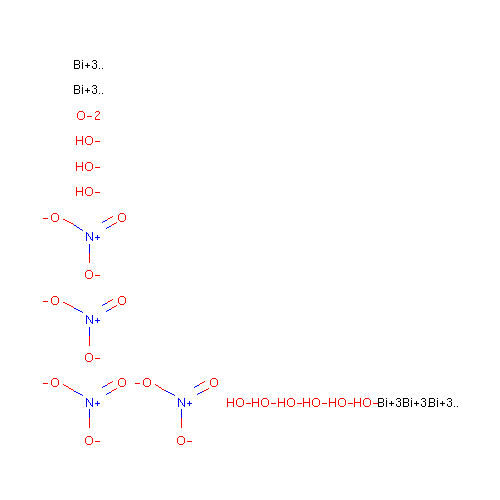 Bi+3..
Bi+3..
O-2
HO-
HO-
HO-
-O O
N+
O-
-O O
N+
O-
-O O -O O
N+ N+ HO-HO-HO-HO-HO-HO-Bi+3Bi+3Bi+3..
O- O-